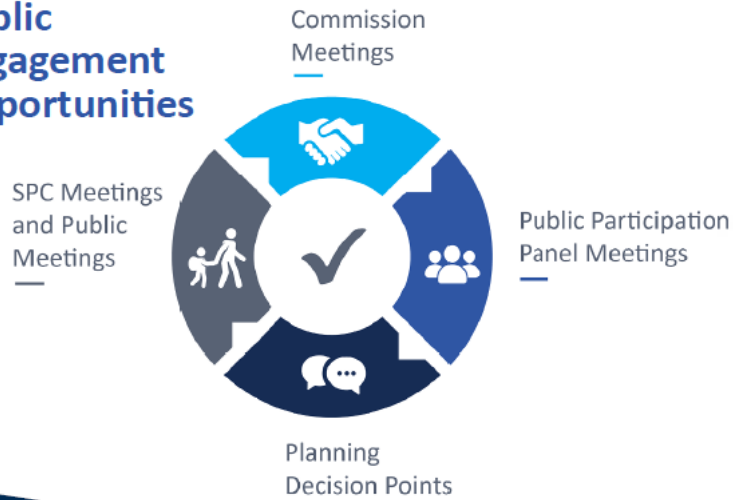 blic
gagement
portunities
Commission
Meetings
SPC Meetings
and Public
Meetings
Public Participation
Panel Meetings
Planning
Decision Points